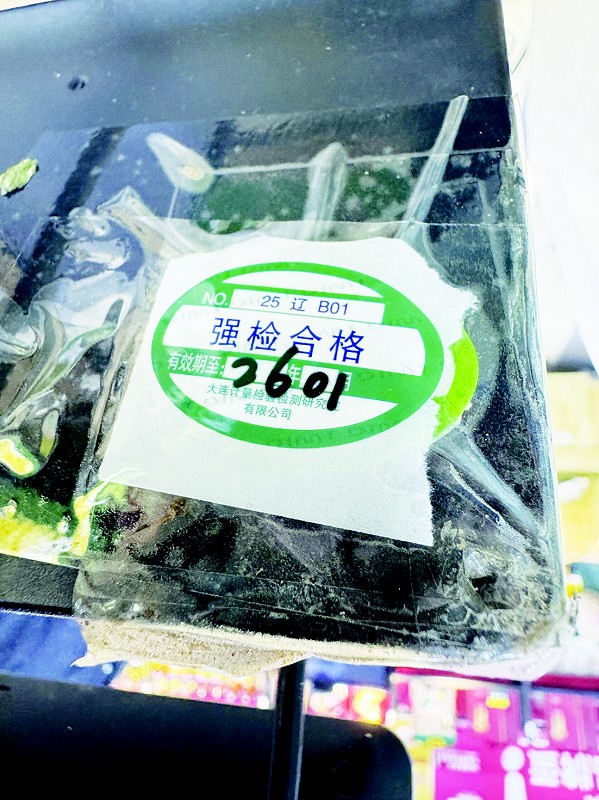 NO. 25 辽 B01
强检合格
有效期至: 年
2601
大连计量检验检测研究院
有限公司